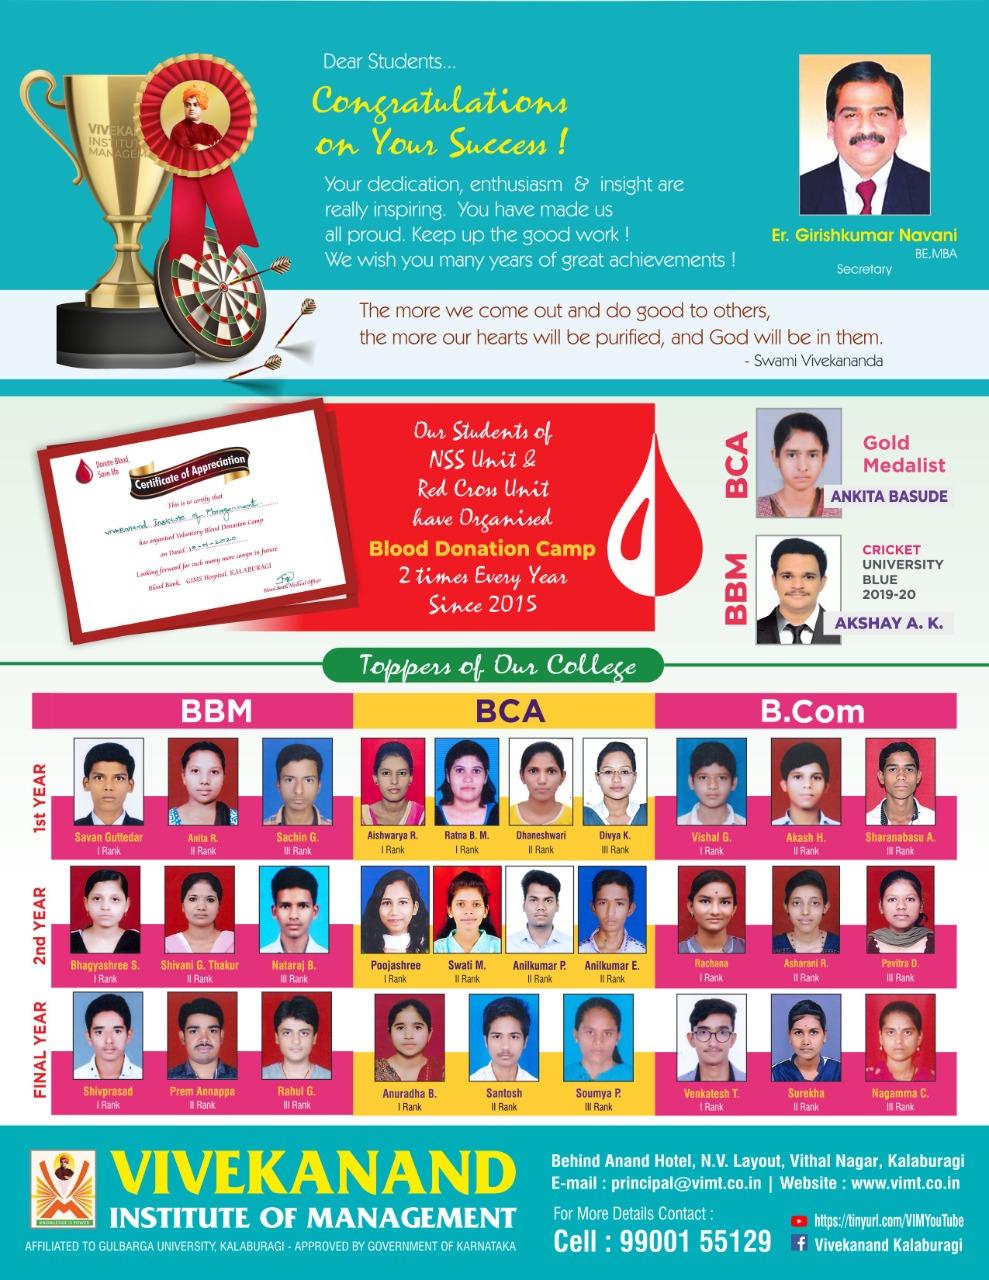 Dear Students...
Congratulations
on Your Success !
Your dedication, enthusiasm & insight are
really inspiring. You have made us
all proud. Keep up the good work !
We wish you many years of great achievements !
Er. Girishkumar Navani
BE,MBA
Secretary
The more we come out and do good to others,
the more our hearts will be purified, and God will be in them.
- Swami Vivekananda
Donate Blood,
Save life
Certificate of Appreciation
This is to certify that
Vivekanand Institute of Management
has organised Voluntary Blood Donation Camp
on Dated
Looking forward for such many more camps in future
Blood Bank, GIMS Hospital, KALABURAGI
Blood Bank Medical Officer
Our Students of
NSS Unit &
Red Cross Unit
have Organised
Blood Donation Camp
2 times Every Year
Since 2015
BCA
Gold
Medalist
ANKITA BASUDE
BBM
CRICKET
UNIVERSITY
BLUE
2019-20
AKSHAY A. K.
Toppers of Our College
BBM BCA B.Com
1st YEAR
Savan Guttedar Anita R. Sachin G. Aishwarya R. Ratna B. M. Dhaneshwari Divya K. Vishal G. Akash H. Sharanabasu A.
I Rank II Rank III Rank I Rank I Rank II Rank III Rank I Rank II Rank III Rank
2nd YEAR
Bhagyashree S. Shivani G. Thakur Nataraj B. Poojashree Swati M. Anilkumar P. Anilkumar E. Rachana Asharani R. Pavitra D.
I Rank II Rank III Rank I Rank II Rank II Rank II Rank I Rank II Rank III Rank
FINAL YEAR
Shivprasad Prem Annappa Rahul G. Anuradha B. Santosh Soumya P. Venkatesh T. Surekha Nagamma C.
I Rank II Rank III Rank I Rank II Rank III Rank I Rank II Rank III Rank
KNOWLEDGE IS POWER
VIVEKANAND
INSTITUTE OF MANAGEMENT
AFFILIATED TO GULBARGA UNIVERSITY, KALABURAGI - APPROVED BY GOVERNMENT OF KARNATAKA
Behind Anand Hotel, N.V. Layout, Vithal Nagar, Kalaburagi
E-mail : principal@vimt.co.in | Website : www.vimt.co.in
For More Details Contact :
Cell : 99001 55129
https://tinyurl.com/VIMYouTube
Vivekanand Kalaburagi